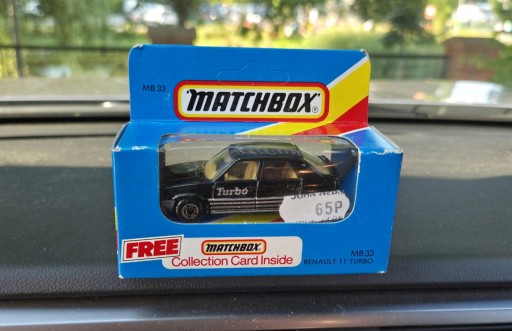 MB 33
MATCHBOX®
Turbo
65P
FREE
MATCHBOX
Collection Card Inside
MB 33
RENAULT 11 TURBO